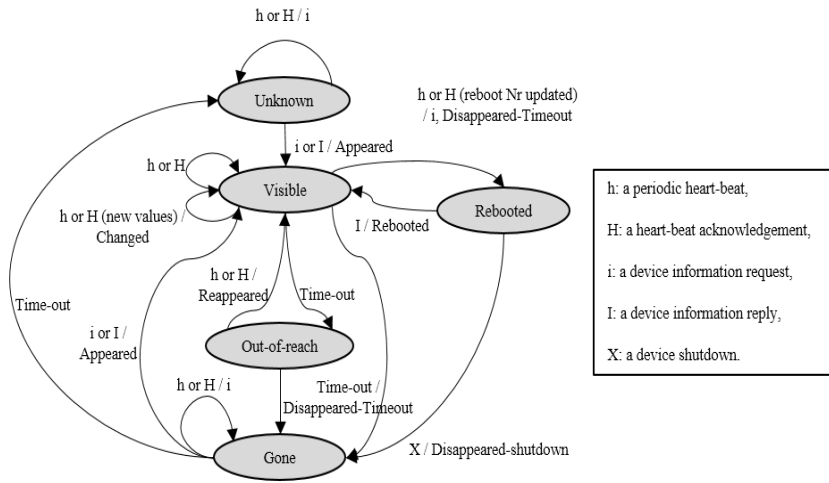 h or H / i
Unknown
h or H (reboot Nr updated)
/ i, Disappeared-Timeout
i or I / Appeared
h or H
Visible
Rebooted
h or H (new values) /
Changed
I / Rebooted
h or H /
Reappeared
Time-out
Time-out
i or I /
Appeared
Out-of-reach
h or H / i
Time-out /
Disappeared-Timeout
Gone
X / Disappeared-shutdown
h: a periodic heart-beat,
H: a heart-beat acknowledgement,
i: a device information request,
I: a device information reply,
X: a device shutdown.